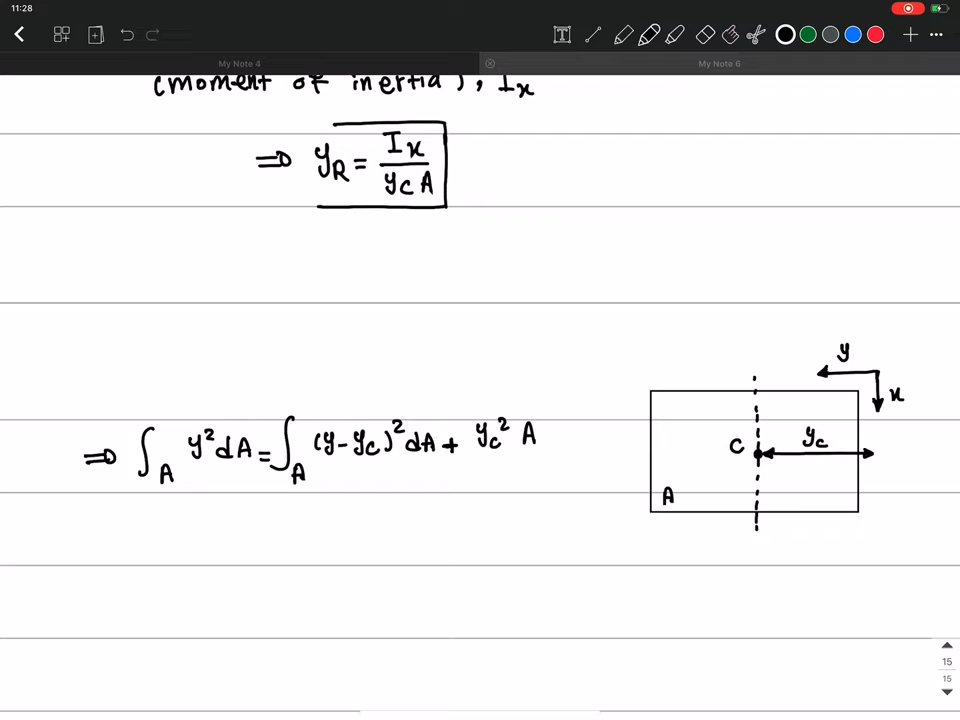 11:28
My Note 4
My Note 6
(moment of inertia), Ix
⇒ yR = Ix / yc A
y
x
⇒ ∫A y² dA = ∫A (y - yc)² dA + yc² A
C
yc
A
15
15